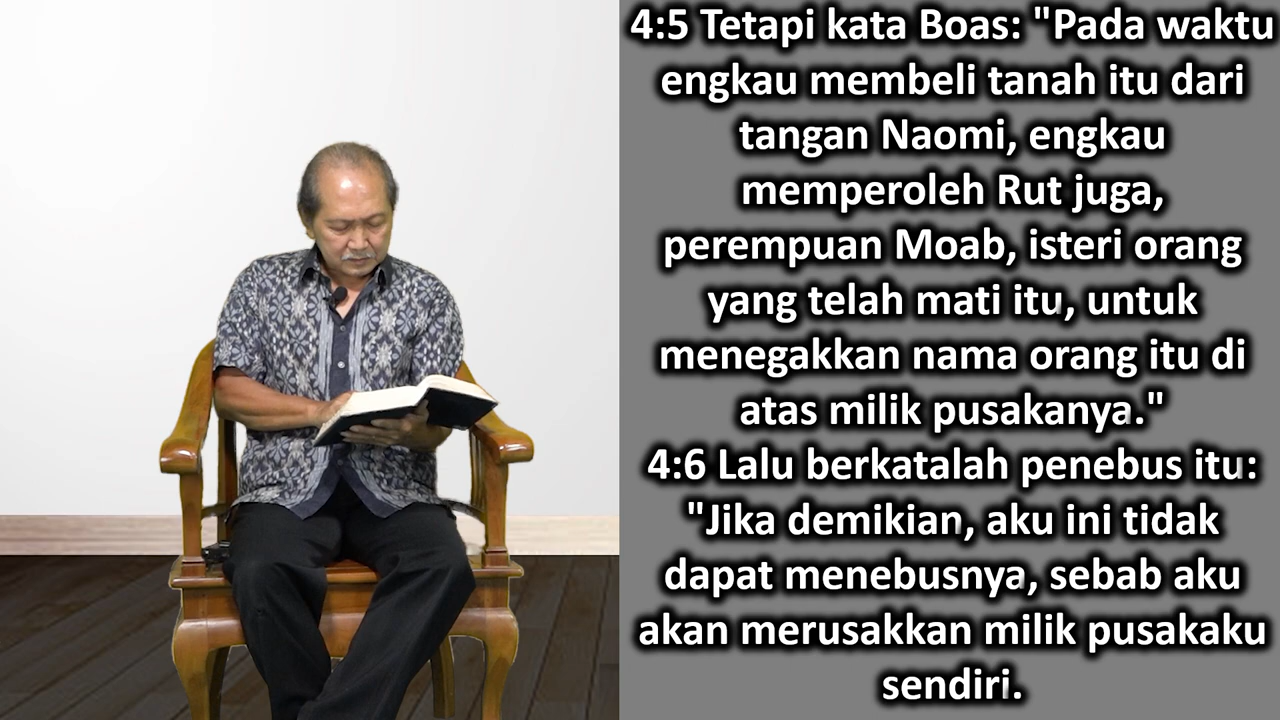 4:5 Tetapi kata Boas: "Pada waktu
engkau membeli tanah itu dari
tangan Naomi, engkau
memperoleh Rut juga,
perempuan Moab, isteri orang
yang telah mati itu, untuk
menegakkan nama orang itu di
atas milik pusakanya."
4:6 Lalu berkatalah penebus itu:
"Jika demikian, aku ini tidak
dapat menebusnya, sebab aku
akan merusakkan milik pusakaku
sendiri.